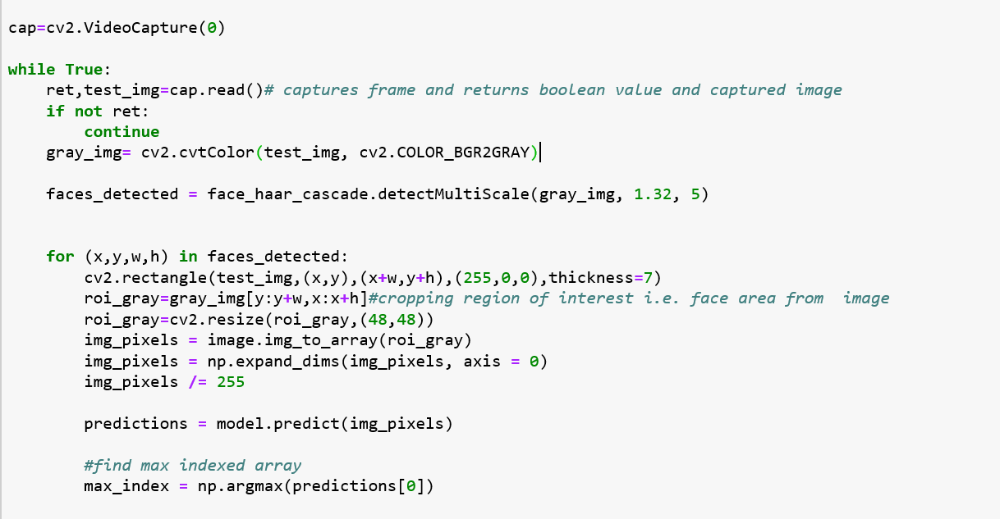 cap=cv2.VideoCapture(0)
while True:
    ret,test_img=cap.read()# captures frame and returns boolean value and captured image
    if not ret:
        continue
    gray_img= cv2.cvtColor(test_img, cv2.COLOR_BGR2GRAY)
    faces_detected = face_haar_cascade.detectMultiScale(gray_img, 1.32, 5)
    for (x,y,w,h) in faces_detected:
        cv2.rectangle(test_img,(x,y),(x+w,y+h),(255,0,0),thickness=7)
        roi_gray=gray_img[y:y+w,x:x+h]#cropping region of interest i.e. face area from  image
        roi_gray=cv2.resize(roi_gray,(48,48))
        img_pixels = image.img_to_array(roi_gray)
        img_pixels = np.expand_dims(img_pixels, axis = 0)
        img_pixels /= 255
        predictions = model.predict(img_pixels)
        #find max indexed array
        max_index = np.argmax(predictions[0])